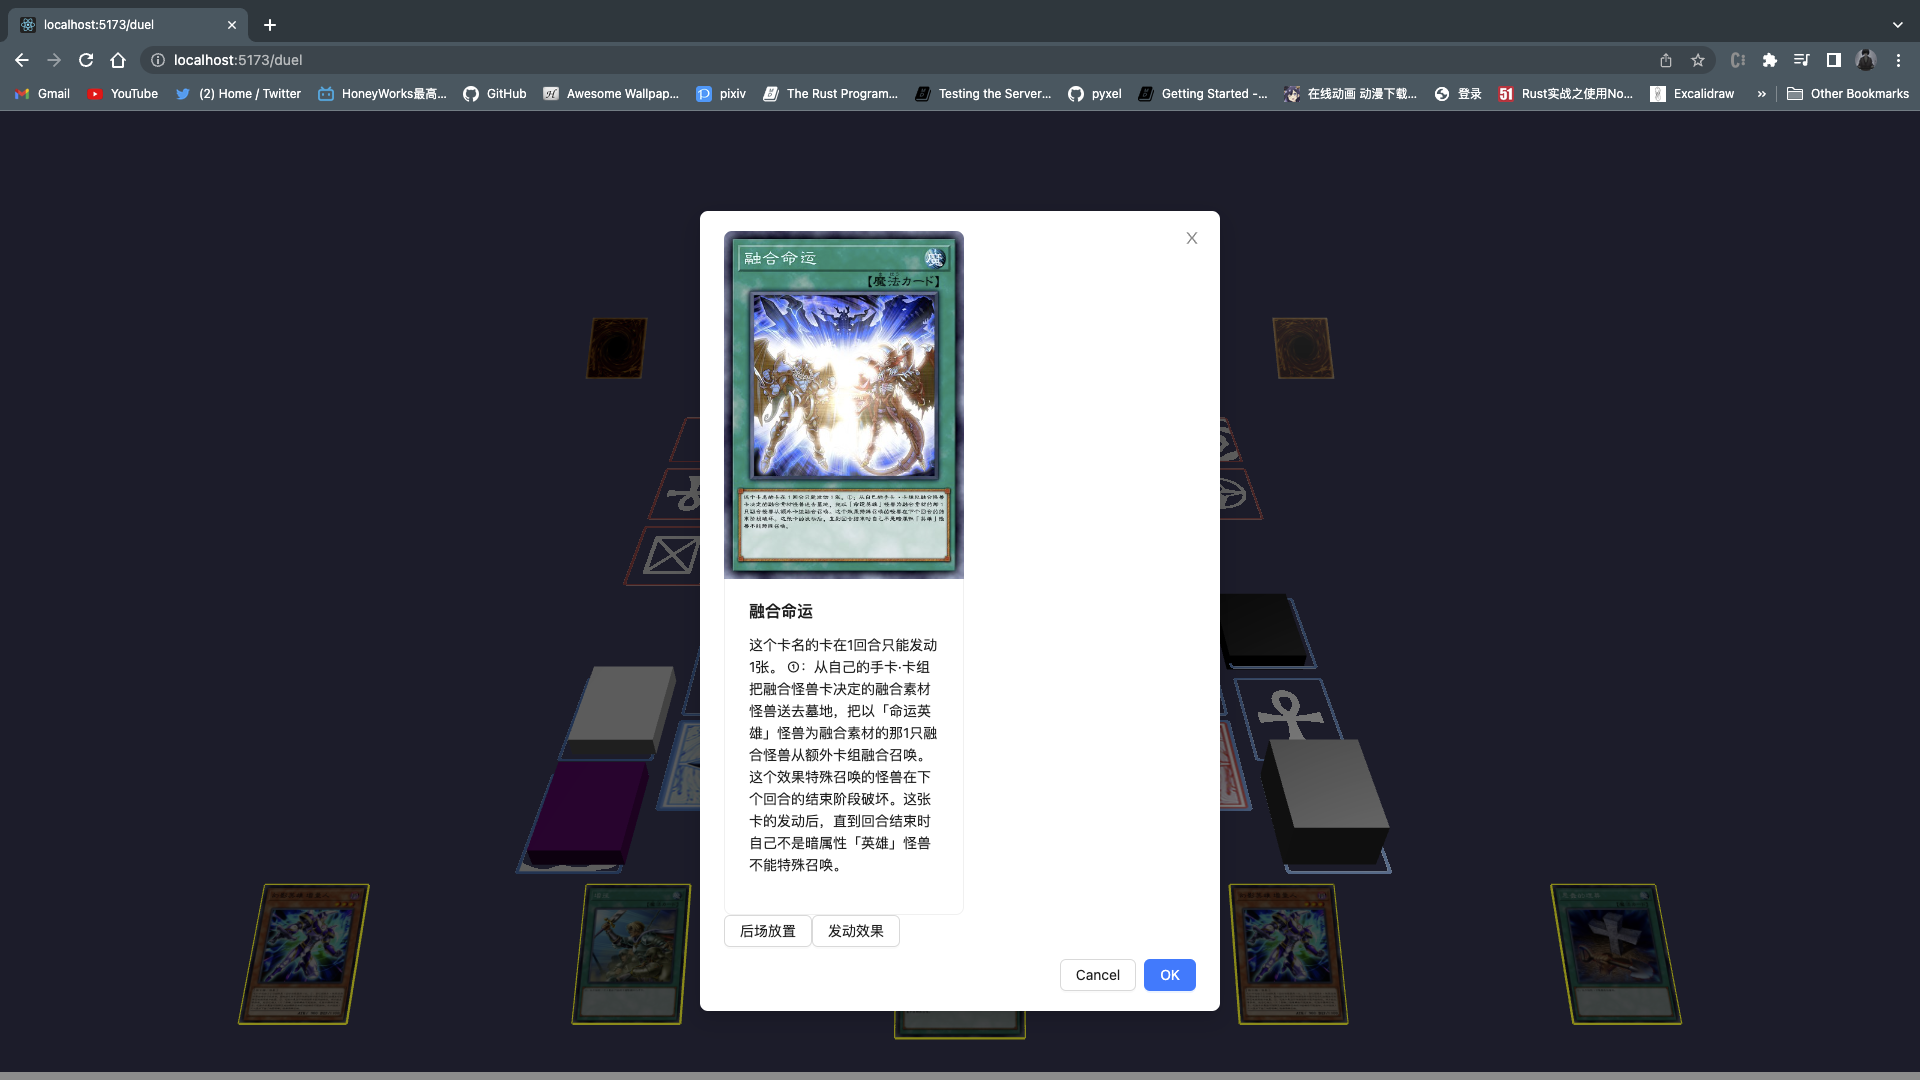 localhost:5173/duel
localhost:5173/duel
Gmail
YouTube
(2) Home / Twitter
HoneyWorks最高...
GitHub
Awesome Wallpap...
pixiv
The Rust Program...
Testing the Server...
pyxel
Getting Started -...
在线动画 动漫下载...
登录
51
Rust实战之使用No...
Excalidraw
»
Other Bookmarks
融合命运
魔
【魔法カード】
融合命运
这个卡名的卡在1回合只能发动
1张。 ①：从自己的手卡·卡组
把融合怪兽卡决定的融合素材
怪兽送去墓地，把以「命运英
雄」怪兽为融合素材的那1只融
合怪兽从额外卡组融合召唤。
这个效果特殊召唤的怪兽在下
个回合的结束阶段破坏。这张
卡的发动后，直到回合结束时
自己不是暗属性「英雄」怪兽
不能特殊召唤。
后场放置
发动效果
Cancel
OK